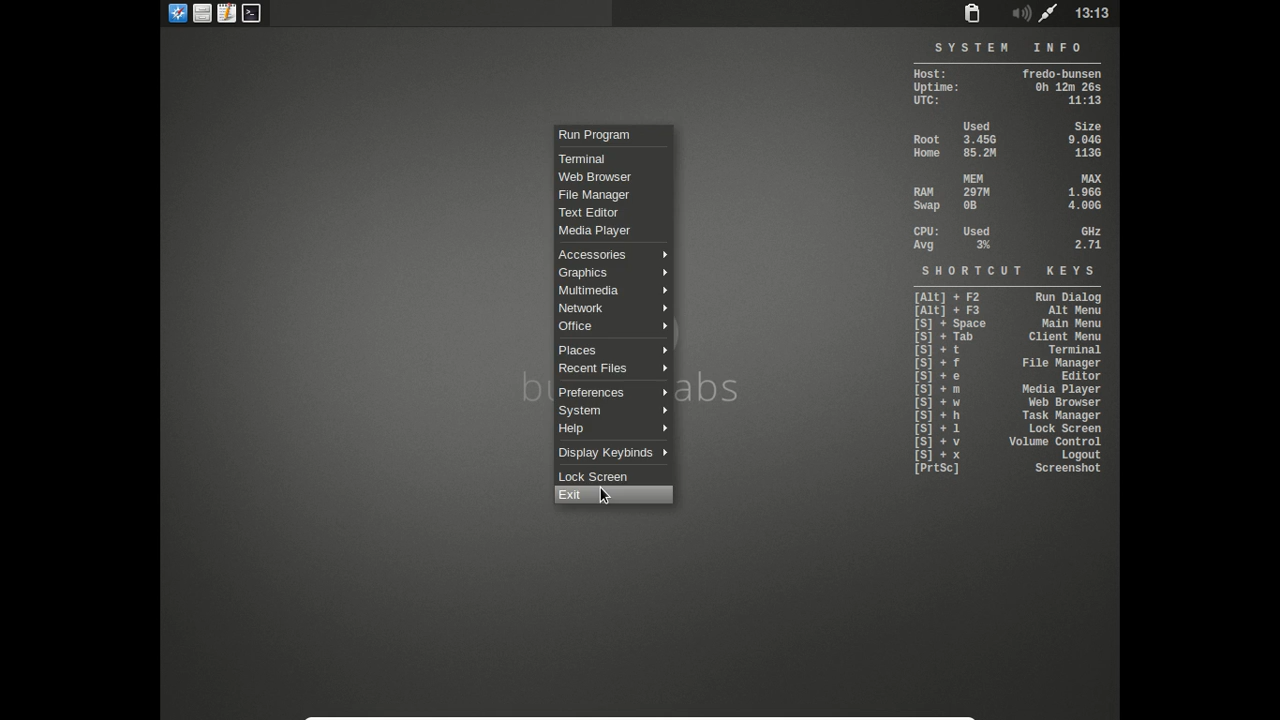 13:13
SYSTEM INFO
Host: fredo-bunsen
Uptime: 0h 12m 26s
UTC: 11:13
Used Size
Root 3.45G 9.04G
Home 85.2M 113G
MEM MAX
RAM 297M 1.96G
Swap 0B 4.00G
CPU: Used GHz
Avg 3% 2.71
SHORTCUT KEYS
[Alt] + F2 Run Dialog
[Alt] + F3 Alt Menu
[S] + Space Main Menu
[S] + Tab Client Menu
[S] + t Terminal
[S] + f File Manager
[S] + e Editor
[S] + m Media Player
[S] + w Web Browser
[S] + h Task Manager
[S] + l Lock Screen
[S] + v Volume Control
[S] + x Logout
[PrtSc] Screenshot
Run Program
Terminal
Web Browser
File Manager
Text Editor
Media Player
Accessories
Graphics
Multimedia
Network
Office
Places
Recent Files
Preferences
System
Help
Display Keybinds
Lock Screen
Exit